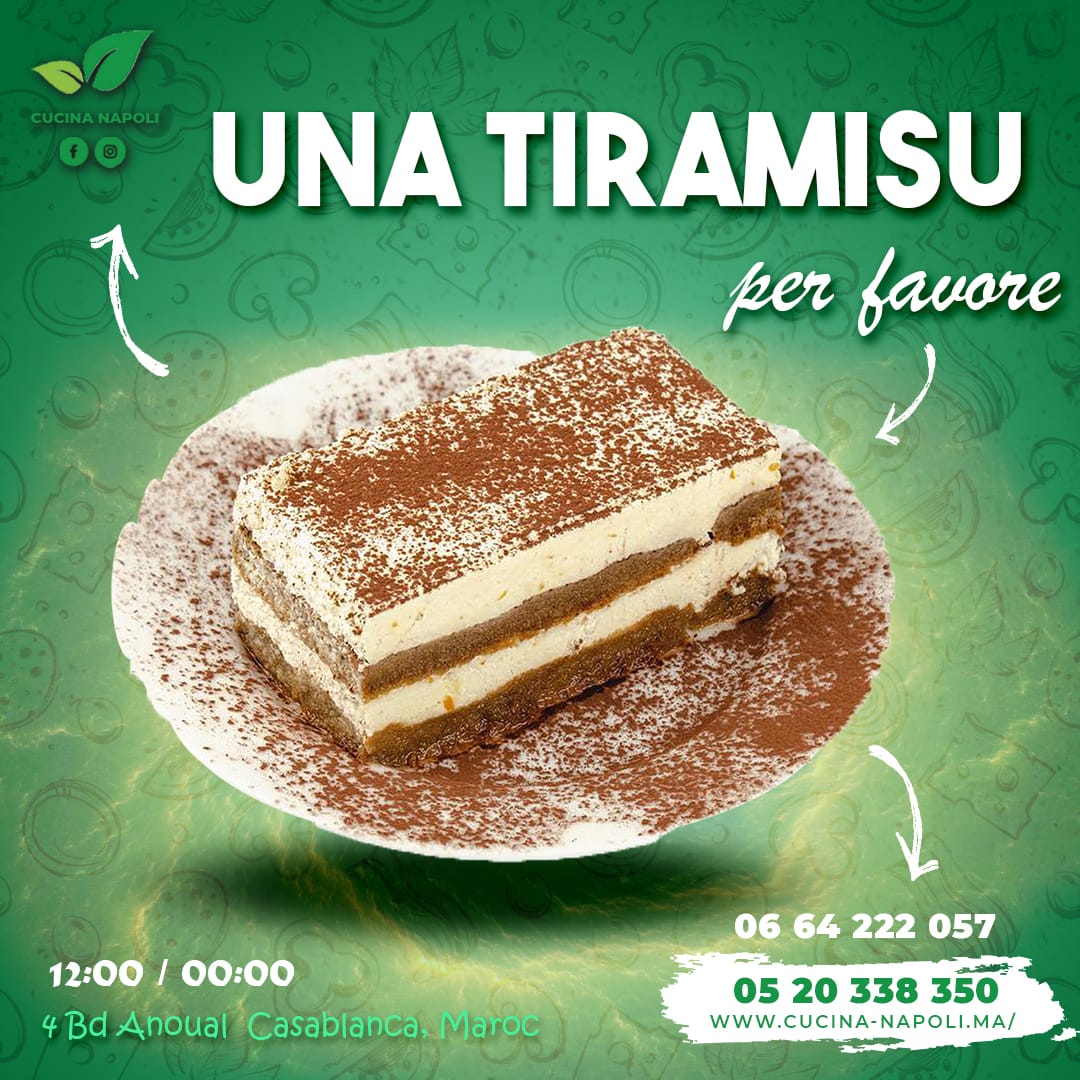 CUCINA NAPOLI
UNA TIRAMISU
per favore
06 64 222 057
12:00 / 00:00
05 20 338 350
4 Bd Anoual Casablanca, Maroc
WWW.CUCINA-NAPOLI.MA/